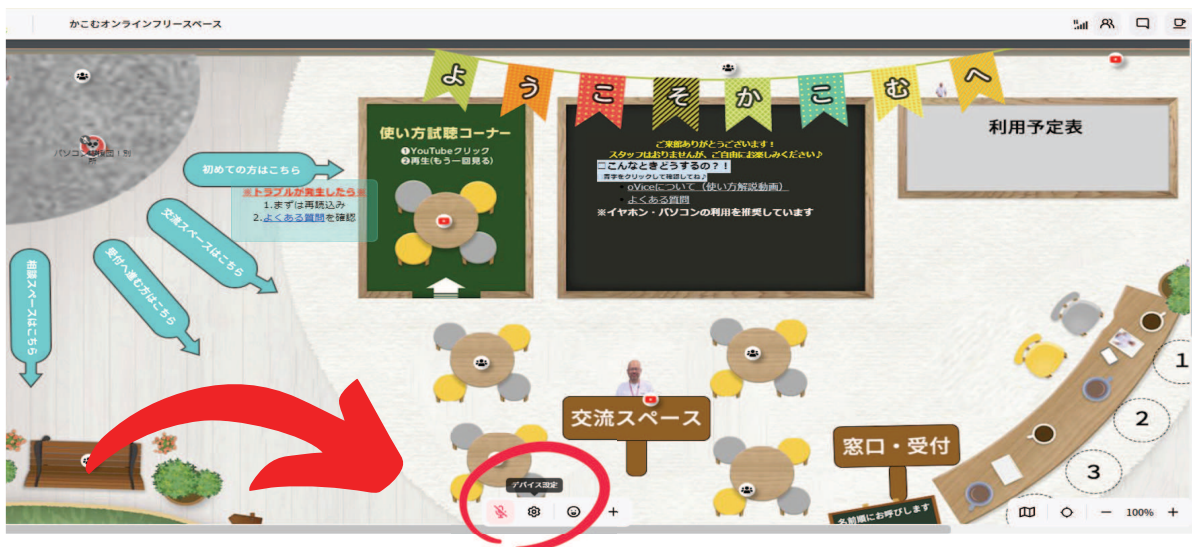 かこむオンラインフリースペース
ようこそかこむへ
使い方試聴コーナー
❶YouTubeクリック
❷再生(もう一回見る)
ご来館ありがとうございます!
スタッフはおりませんが、ご自由にお楽しみください♪
□こんなときどうするの?!
青字をクリックして確認してね♪
• oViceについて(使い方解説動画)
• よくある質問
※イヤホン・パソコンの利用を推奨しています
利用予定表
初めての方はこちら
※トラブルが発生したら※
1.まずは再読込み
2.よくある質問を確認
交流スペースはこちら
受付へ進む方はこちら
相談スペースはこちら
交流スペース
窓口・受付
名前順にお呼びします
1
2
3
デバイス設定
100%